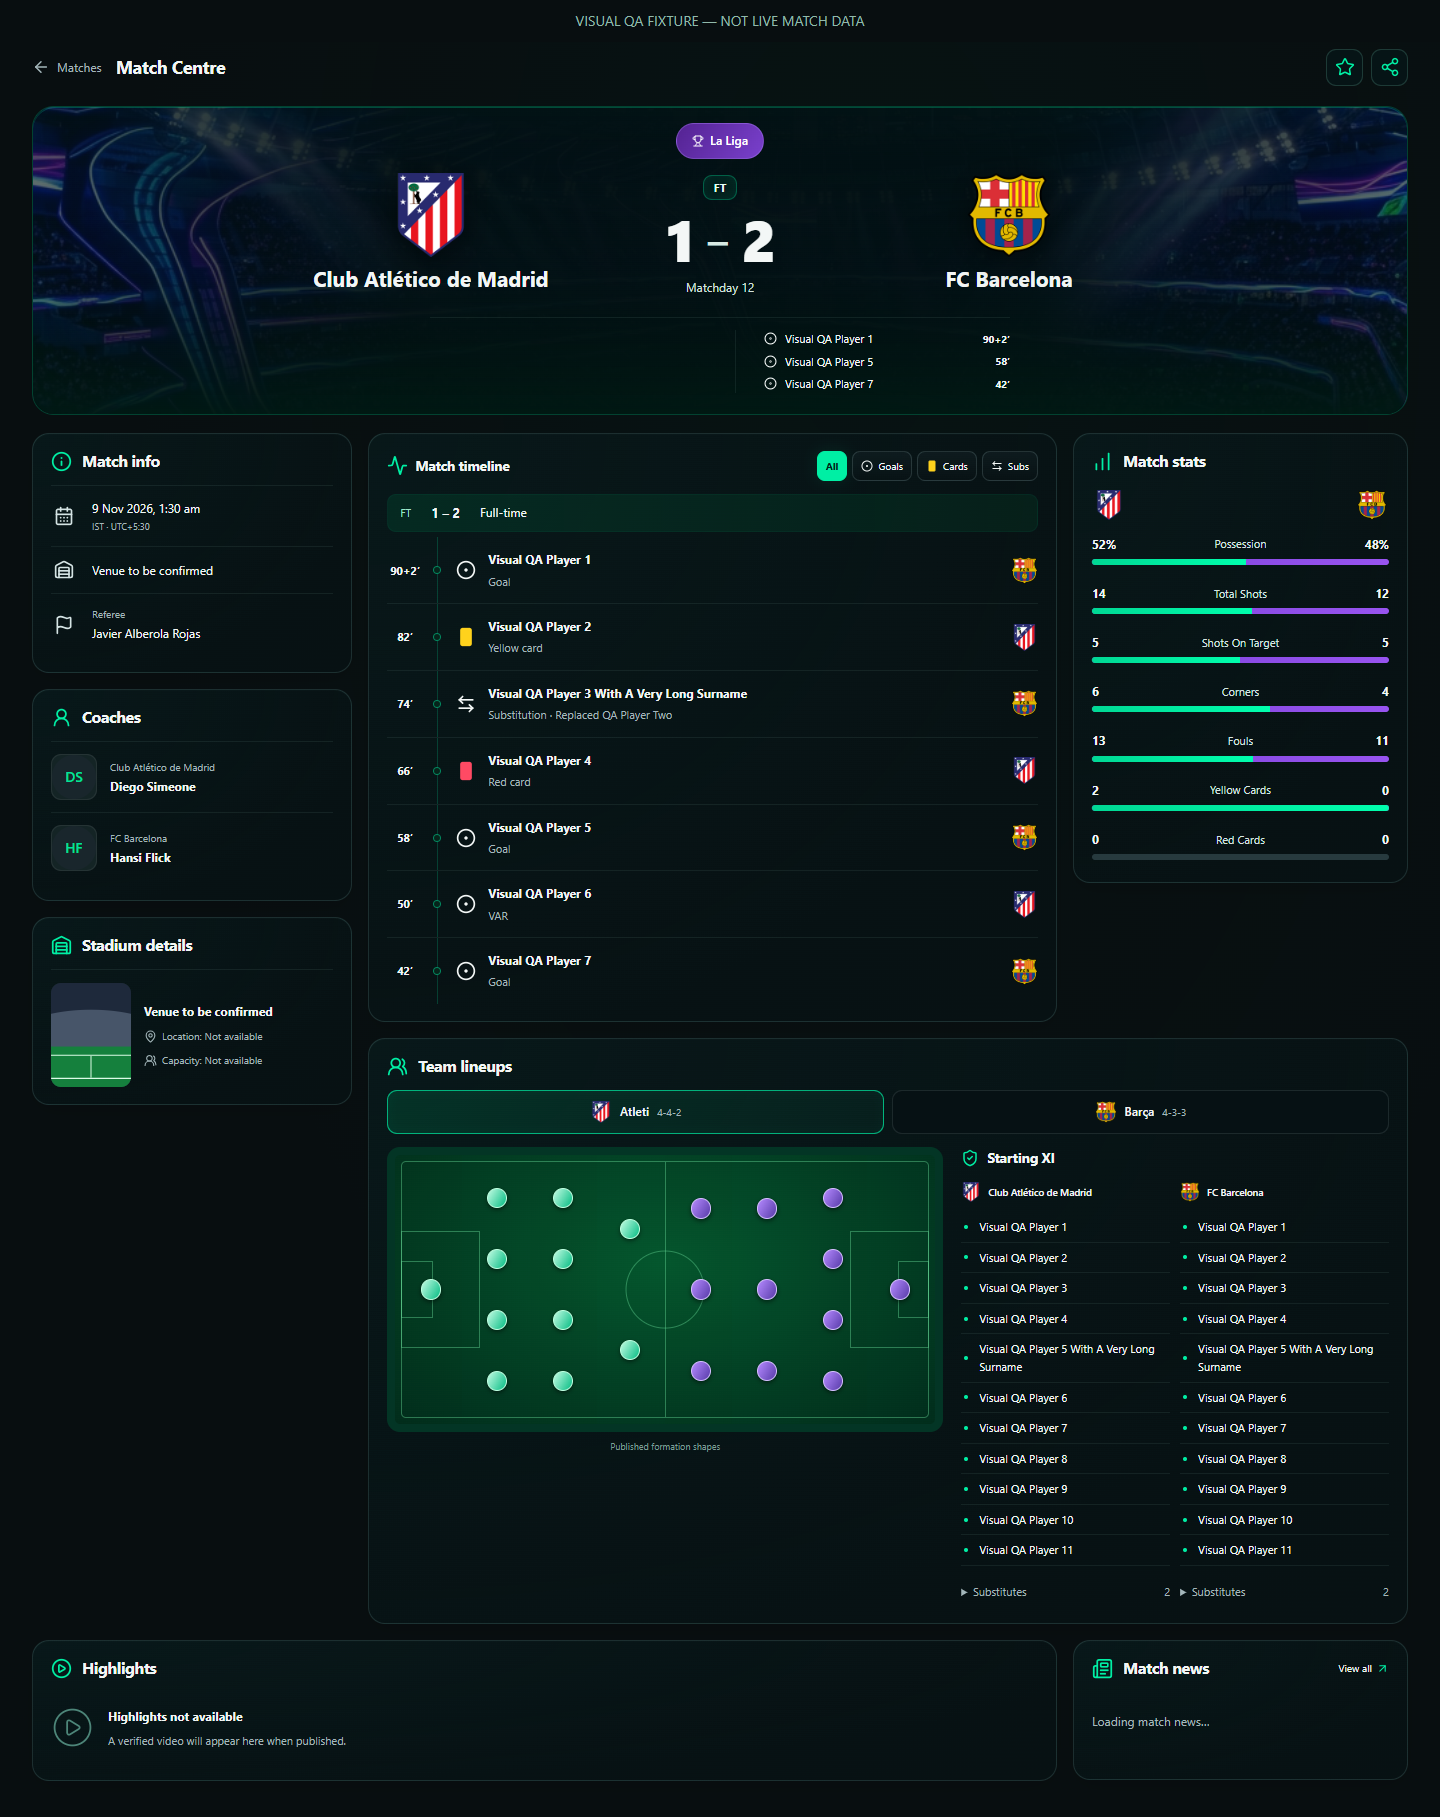 VISUAL QA FIXTURE — NOT LIVE MATCH DATA
Matches
Match Centre
La Liga
FT
FCB
1 – 2
Club Atlético de Madrid
FC Barcelona
Matchday 12
Visual QA Player 1 90+2′
Visual QA Player 5 58′
Visual QA Player 7 42′
Match info
9 Nov 2026, 1:30 am
IST · UTC+5:30
Venue to be confirmed
Referee
Javier Alberola Rojas
Coaches
DS
Club Atlético de Madrid
Diego Simeone
HF
FC Barcelona
Hansi Flick
Stadium details
Venue to be confirmed
Location: Not available
Capacity: Not available
Match timeline
All
Goals
Cards
Subs
FT 1 – 2 Full-time
90+2′
Visual QA Player 1
Goal
82′
Visual QA Player 2
Yellow card
74′
Visual QA Player 3 With A Very Long Surname
Substitution · Replaced QA Player Two
66′
Visual QA Player 4
Red card
58′
Visual QA Player 5
Goal
50′
Visual QA Player 6
VAR
42′
Visual QA Player 7
Goal
Match stats
52% Possession 48%
14 Total Shots 12
5 Shots On Target 5
6 Corners 4
13 Fouls 11
2 Yellow Cards 0
0 Red Cards 0
Team lineups
Atleti 4-4-2
Barça 4-3-3
Published formation shapes
Starting XI
Club Atlético de Madrid
Visual QA Player 1
Visual QA Player 2
Visual QA Player 3
Visual QA Player 4
Visual QA Player 5 With A Very Long
Surname
Visual QA Player 6
Visual QA Player 7
Visual QA Player 8
Visual QA Player 9
Visual QA Player 10
Visual QA Player 11
Substitutes 2
FC Barcelona
Visual QA Player 1
Visual QA Player 2
Visual QA Player 3
Visual QA Player 4
Visual QA Player 5 With A Very Long
Surname
Visual QA Player 6
Visual QA Player 7
Visual QA Player 8
Visual QA Player 9
Visual QA Player 10
Visual QA Player 11
Substitutes 2
Highlights
Highlights not available
A verified video will appear here when published.
Match news
View all
Loading match news...